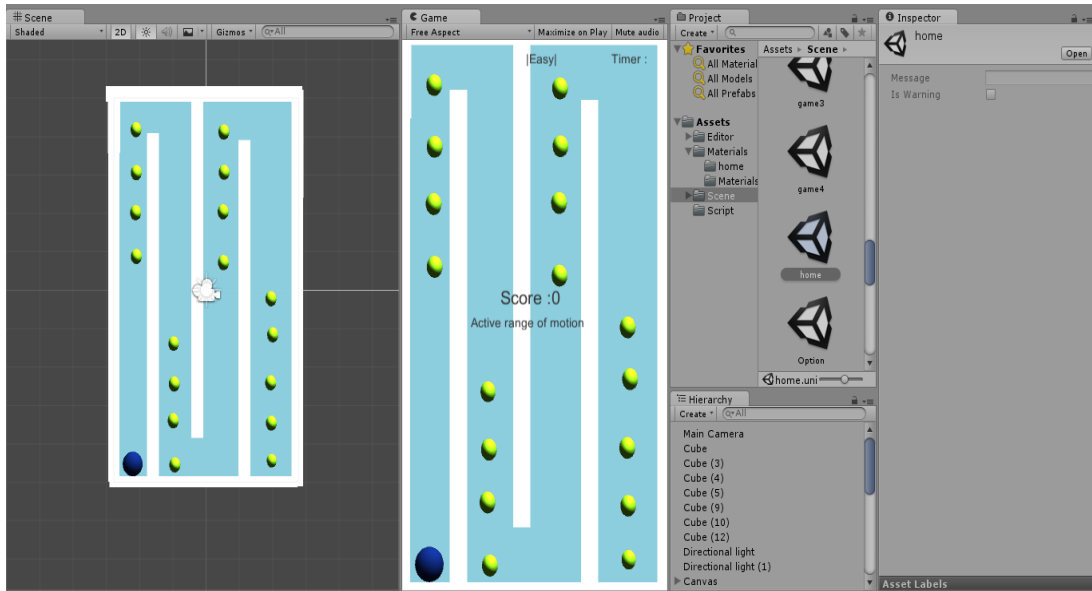 Scene
Shaded
2D
Gizmos
All
Game
Free Aspect
Maximize on Play
Mute audio
|Easy|
Timer :
Score :0
Active range of motion
Project
Create
Favorites
All Material
All Models
All Prefabs
Assets
Editor
Materials
home
Materials
Scene
Script
Assets
Scene
game3
game4
home
Option
home.uni
Hierarchy
Create
All
Main Camera
Cube
Cube (3)
Cube (4)
Cube (5)
Cube (9)
Cube (10)
Cube (12)
Directional light
Directional light (1)
Canvas
Inspector
home
Open
Message
Is Warning
Asset Labels